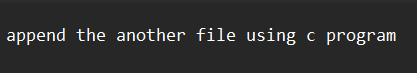 append the another file using c program